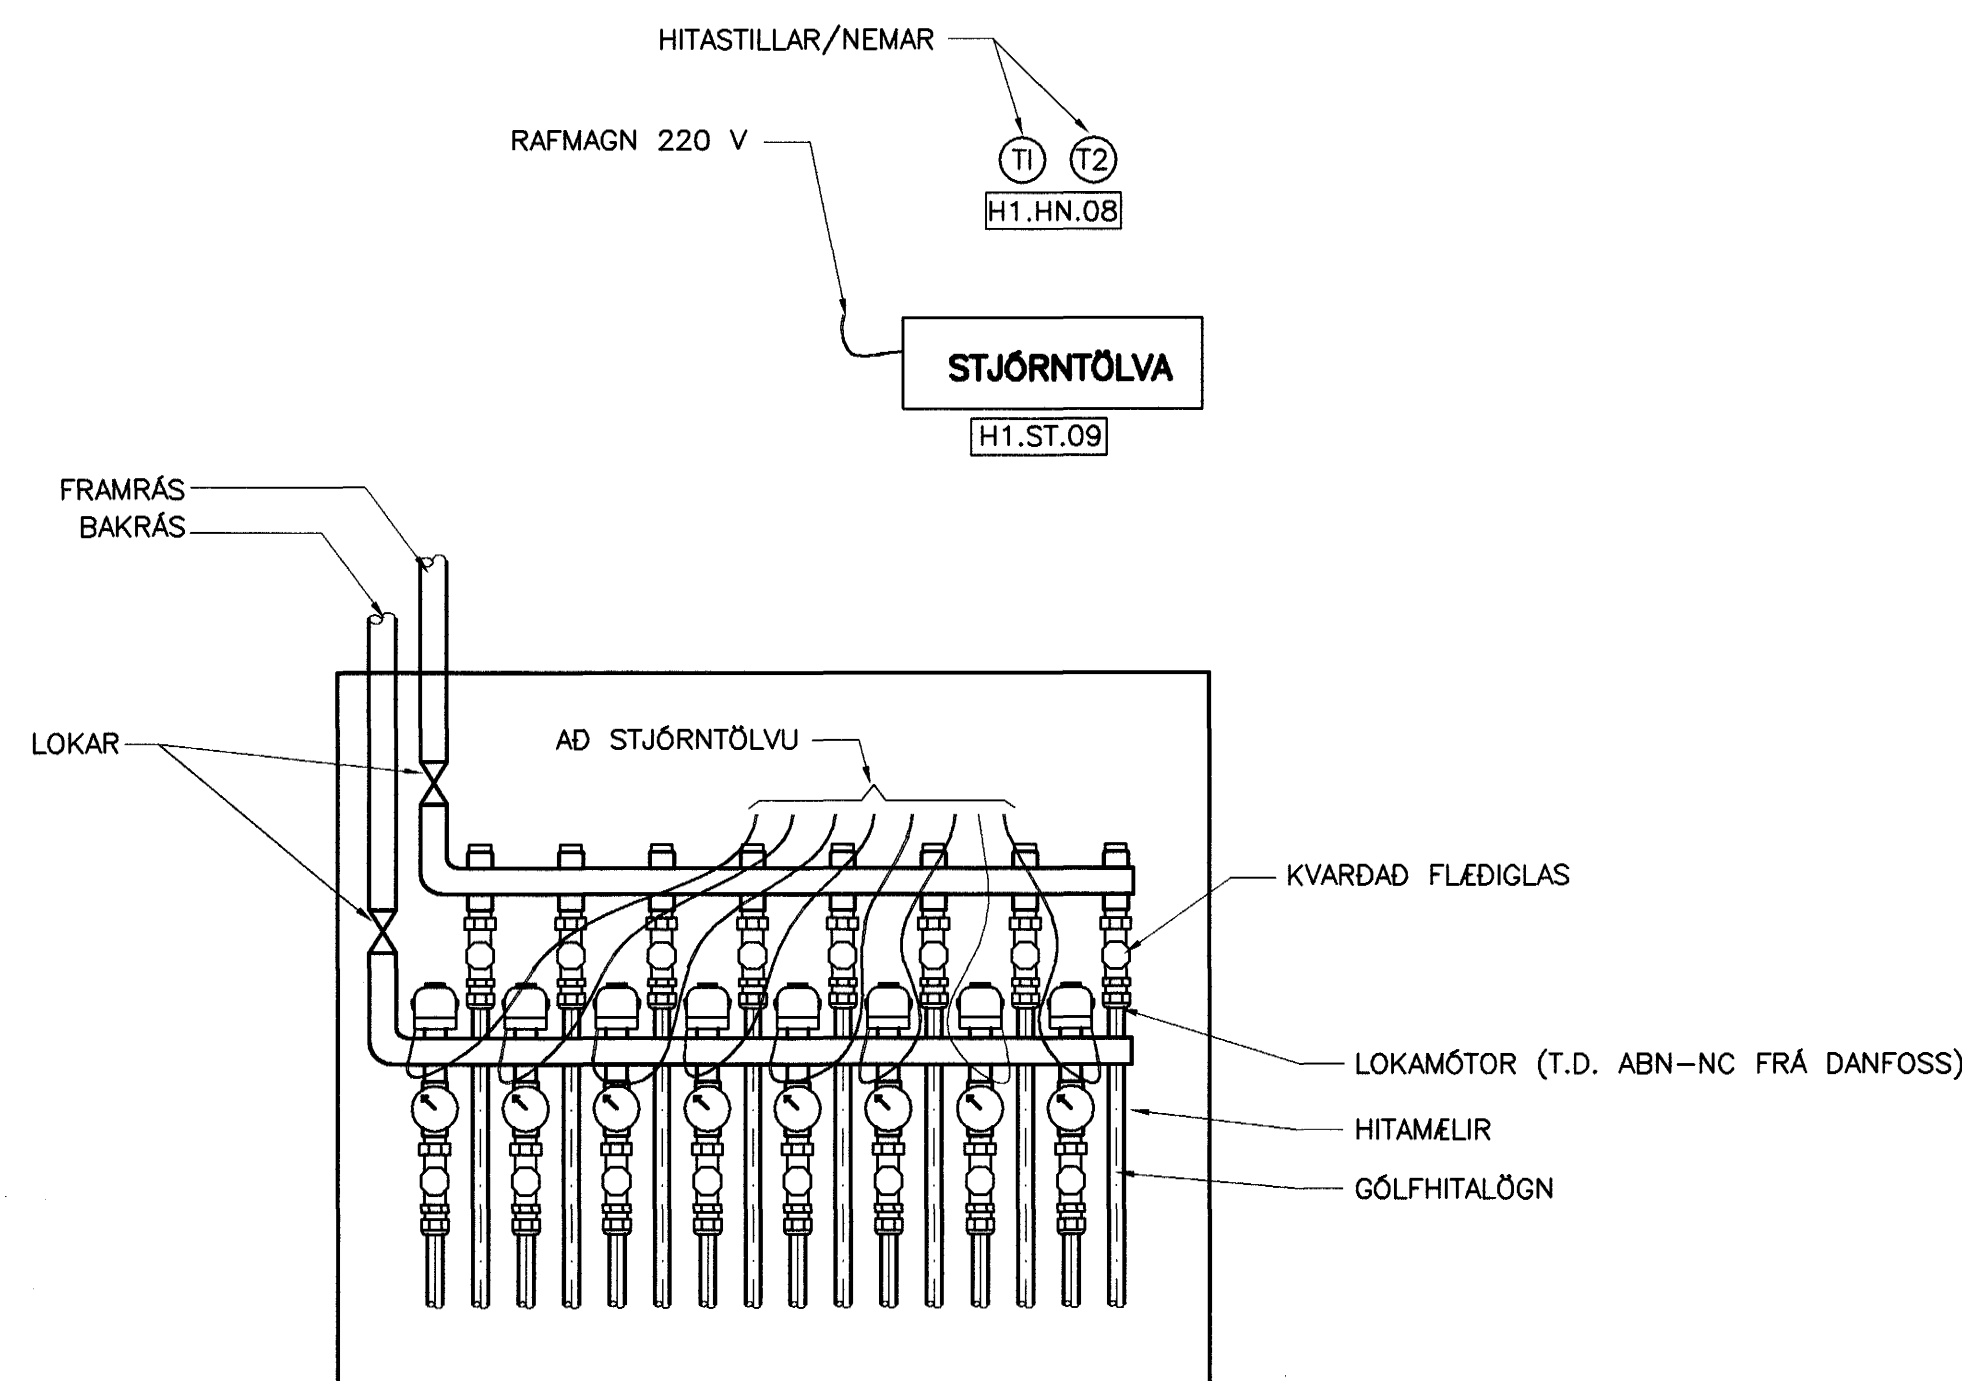 HITASTILLAR/NEMAR
RAFMAGN 220 V
T1 T2
H1.HN.08
STJÓRNTÖLVA
H1.ST.09
FRAMRÁS
BAKRÁS
LOKAR
AÐ STJÓRNTÖLVU
KVARÐAÐ FLÆÐIGLAS
LOKAMÓTOR (T.D. ABN-NC FRÁ DANFOSS)
HITAMÆLIR
GÓLFHITALÖGN